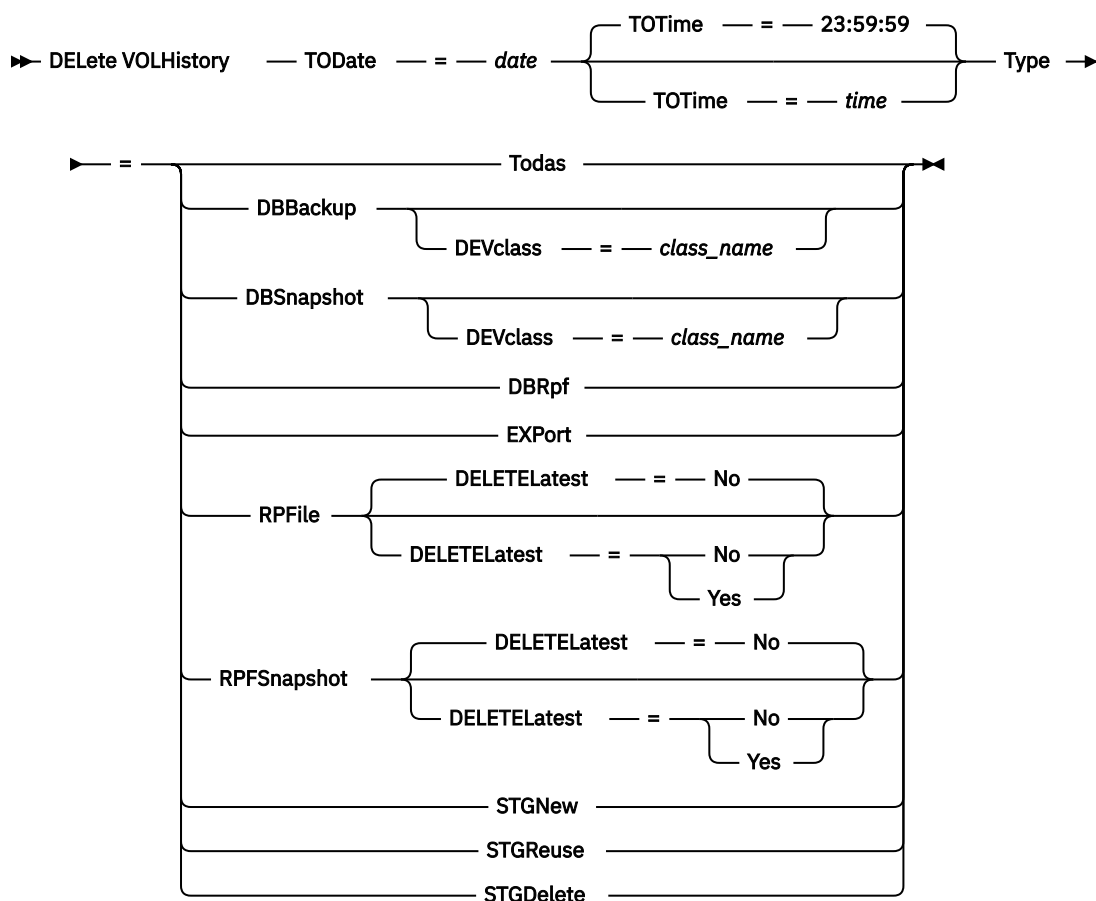 TOTime = 23:59:59
DELete VOLHistory TODate = date Type
TOTime = time
= Todas
DBBackup
DEVclass = class_name
DBSnapshot
DEVclass = class_name
DBRpf
EXPort
DELETELatest = No
RPFile
DELETELatest = No
Yes
DELETELatest = No
RPFSnapshot
DELETELatest = No
Yes
STGNew
STGReuse
STGDelete